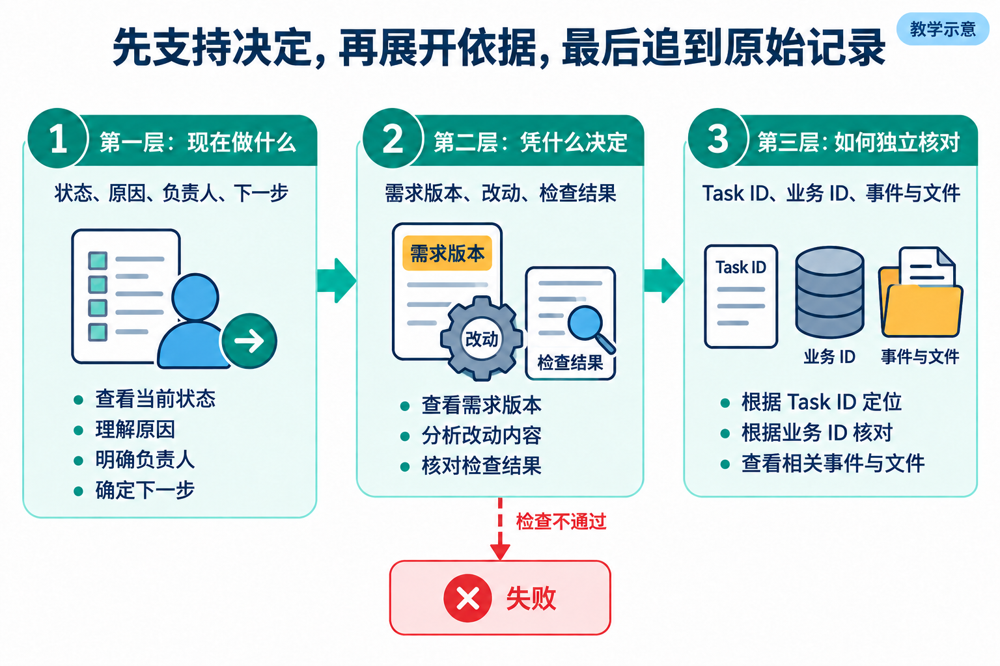 先支持决定，再展开依据，最后追到原始记录
教学示意
1
第一层：现在做什么
状态、原因、负责人、下一步
查看当前状态
理解原因
明确负责人
确定下一步
2
第二层：凭什么决定
需求版本、改动、检查结果
需求版本
改动
检查结果
查看需求版本
分析改动内容
核对检查结果
3
第三层：如何独立核对
Task ID、业务 ID、事件与文件
Task ID
业务 ID
事件与文件
根据 Task ID 定位
根据业务 ID 核对
查看相关事件与文件
检查不通过
失败